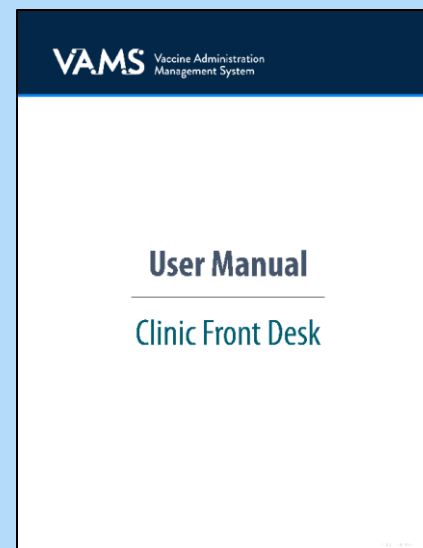 VAMS
Vaccine Administration
Management System
User Manual
Clinic Front Desk